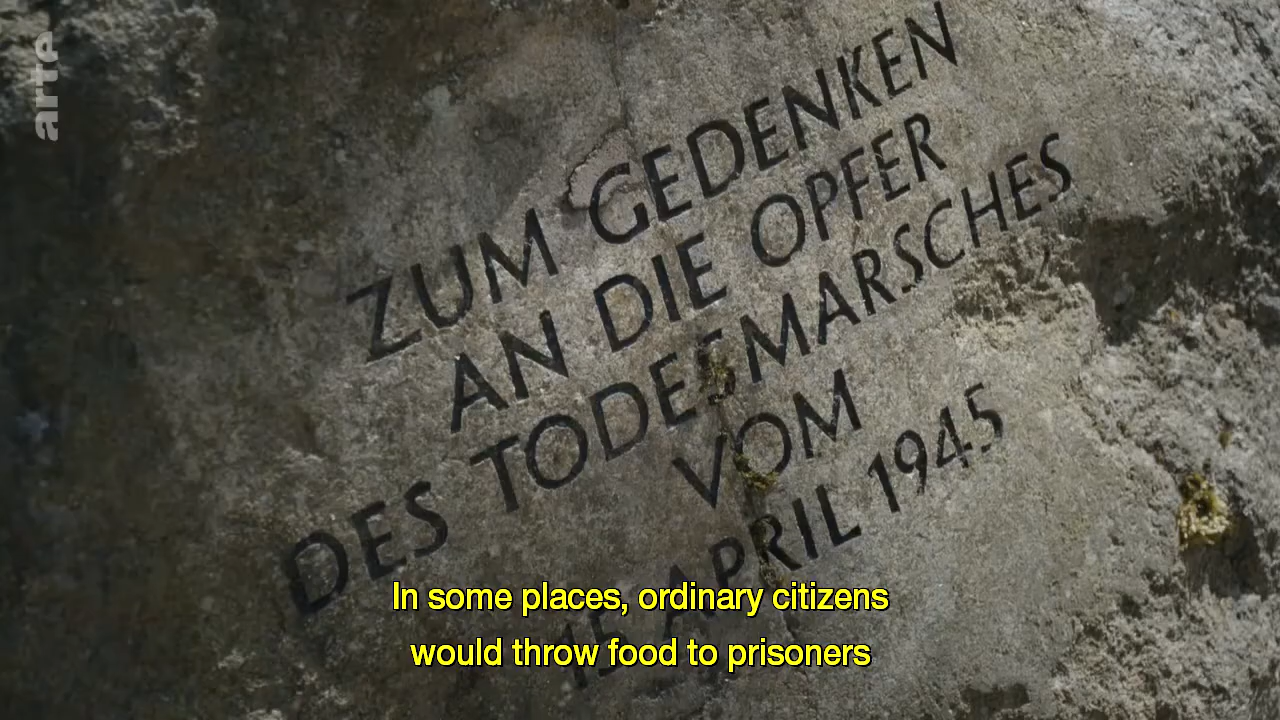 arte
ZUM GEDENKEN
AN DIE OPFER
DES TODESMARSCHES
VOM
15. APRIL 1945
In some places, ordinary citizens
would throw food to prisoners